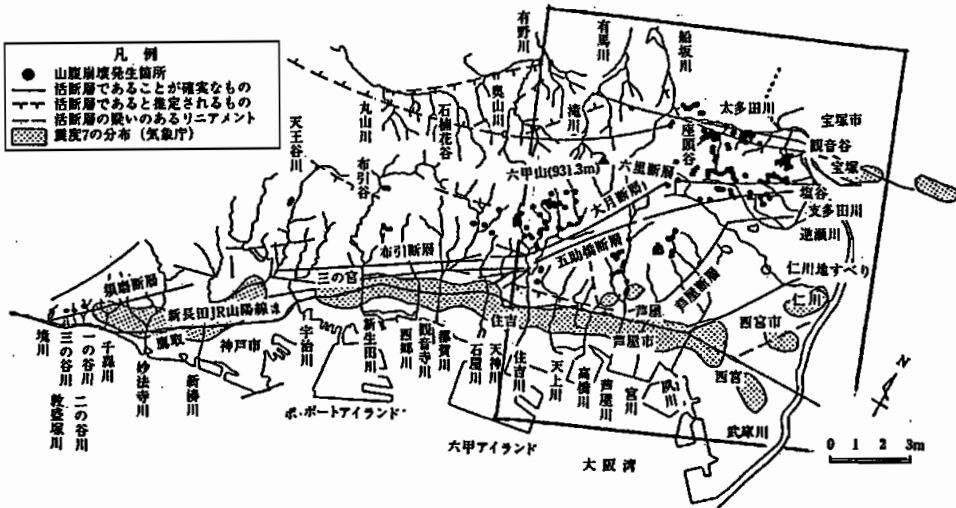 凡 例
山腹崩壊発生箇所
活断層であることが確実なもの
活断層であると推定されるもの
活断層の疑いのあるリニアメント
震度7の分布（気象庁）
有野川
有馬川
船坂川
丸山川
石楠花谷
奥山川
滝川
座頭谷
太多田川
宝塚市
観音谷
宝塚
塩谷
支多田川
逆瀬川
仁川地すべり
仁川
天王谷川
布引谷
六甲山(931.3m)
六甲断層
大月断層
五助橋断層
芦屋断層
布引断層
須磨断層
三の宮
新長田JR山陽線
鷹取
神戸市
芦屋
住吉
芦屋市
西宮市
西宮
境川
三の谷川
一の谷川
敦盛塚川
二の谷川
千森川
妙法寺川
新湊川
宇治川
新生田川
西郷川
観音寺川
都賀川
石屋川
天神川
住吉川
天上川
高橋川
芦屋川
宮川
夙川
武庫川
ポ.ポートアイランド
六甲アイランド
大阪湾
N
0 1 2 3m